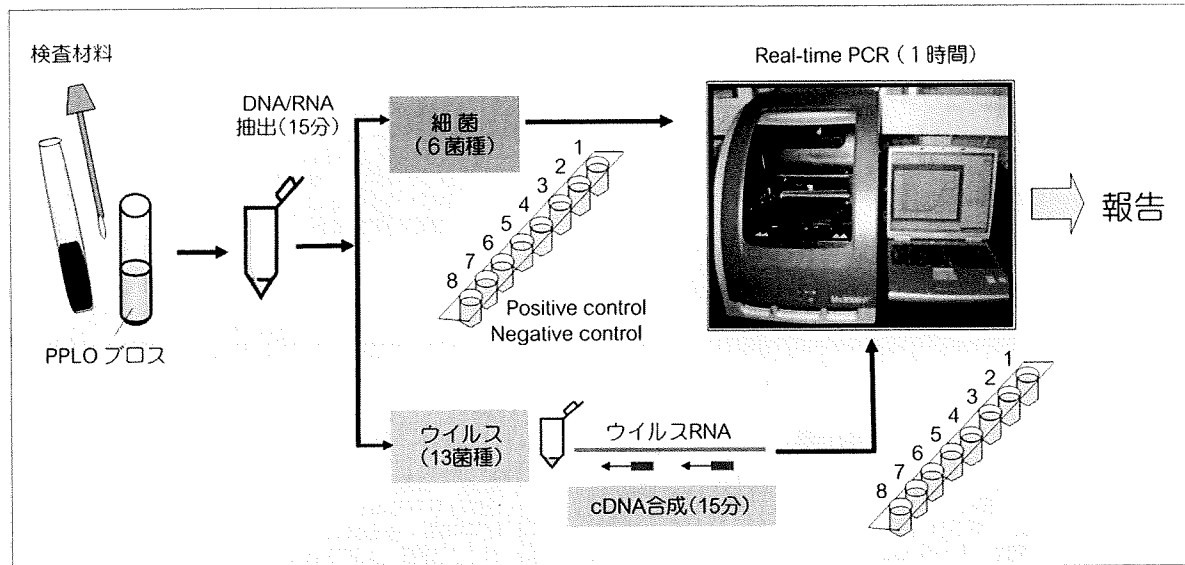 検査材料
PPLO ブロス
DNA/RNA
抽出(15分)
細菌
(6菌種)
1
2
3
4
5
6
7
8
Positive control
Negative control
ウイルス
(13菌種)
ウイルスRNA
cDNA合成(15分)
1
2
3
4
5
6
7
8
Real-time PCR(1時間)
報告